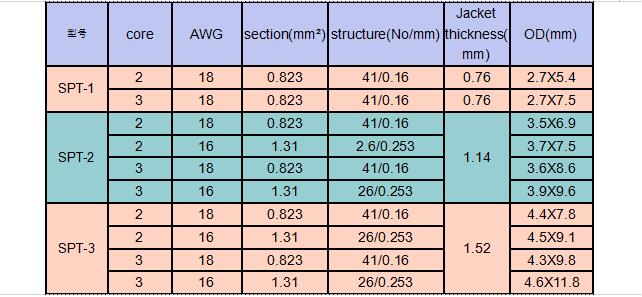 型号 core AWG section(mm²) structure(No/mm) Jacket thickness(mm) OD(mm)
SPT-1 2 18 0.823 41/0.16 0.76 2.7X5.4
3 18 0.823 41/0.16 0.76 2.7X7.5
SPT-2 2 18 0.823 41/0.16 1.14 3.5X6.9
2 16 1.31 2.6/0.253 3.7X7.5
3 18 0.823 41/0.16 3.6X8.6
3 16 1.31 26/0.253 3.9X9.6
SPT-3 2 18 0.823 41/0.16 1.52 4.4X7.8
2 16 1.31 26/0.253 4.5X9.1
3 18 0.823 41/0.16 4.3X9.8
3 16 1.31 26/0.253 4.6X11.8